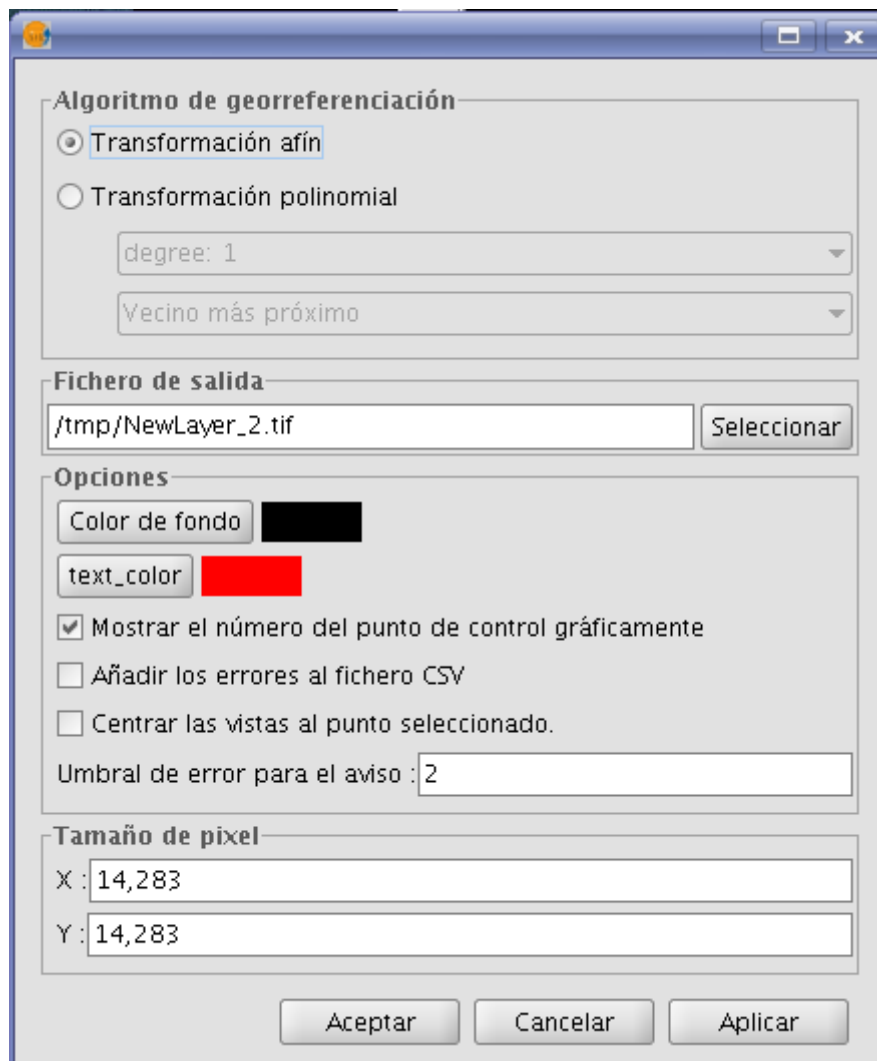 Algoritmo de georreferenciación
Transformación afín
Transformación polinomial
degree: 1
Vecino más próximo
Fichero de salida
/tmp/NewLayer_2.tif
Seleccionar
Opciones
Color de fondo
text_color
Mostrar el número del punto de control gráficamente
Añadir los errores al fichero CSV
Centrar las vistas al punto seleccionado.
Umbral de error para el aviso : 2
Tamaño de pixel
X : 14,283
Y : 14,283
Aceptar Cancelar Aplicar